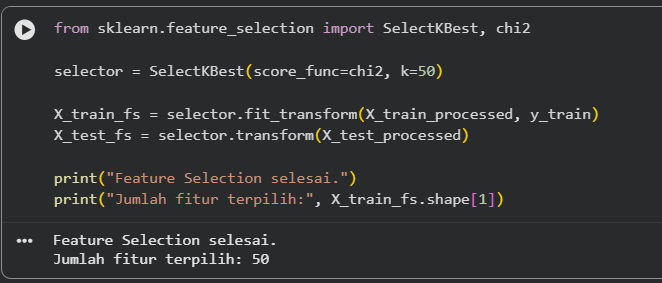 from sklearn.feature_selection import SelectKBest, chi2
selector = SelectKBest(score_func=chi2, k=50)
X_train_fs = selector.fit_transform(X_train_processed, y_train)
X_test_fs = selector.transform(X_test_processed)
print("Feature Selection selesai.")
print("Jumlah fitur terpilih:", X_train_fs.shape[1])
Feature Selection selesai.
Jumlah fitur terpilih: 50